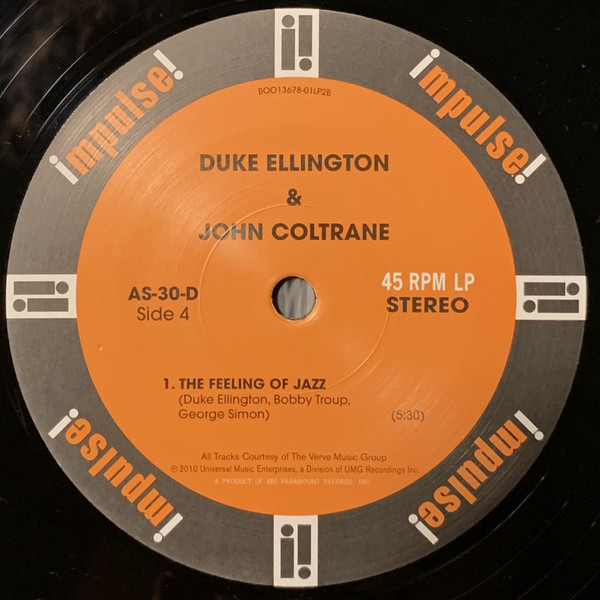 impulse!
impulse!
BOO13678-01LP2B
DUKE ELLINGTON
&
JOHN COLTRANE
AS-30-D
Side 4
45 RPM LP
STEREO
1. THE FEELING OF JAZZ
(Duke Ellington, Bobby Troup,
George Simon)
(5:30)
All Tracks Courtesy of The Verve Music Group
©2010 Universal Music Enterprises, a Division of UMG Recordings Inc.
A PRODUCT OF ABC PARAMOUNT RECORDS, INC.
impulse!
impulse!